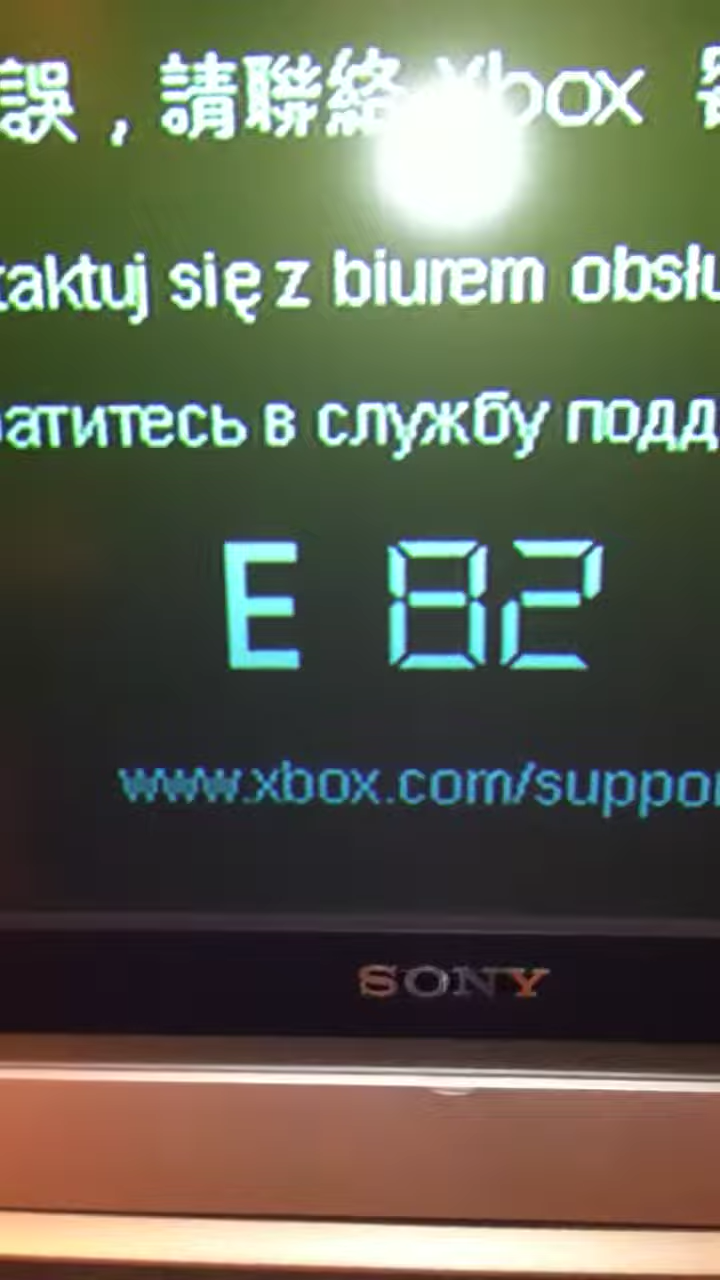 誤，請聯絡 Xbox
taktuj się z biurem obsłu
ратитесь в службу подд
E 82
www.xbox.com/suppor
SONY